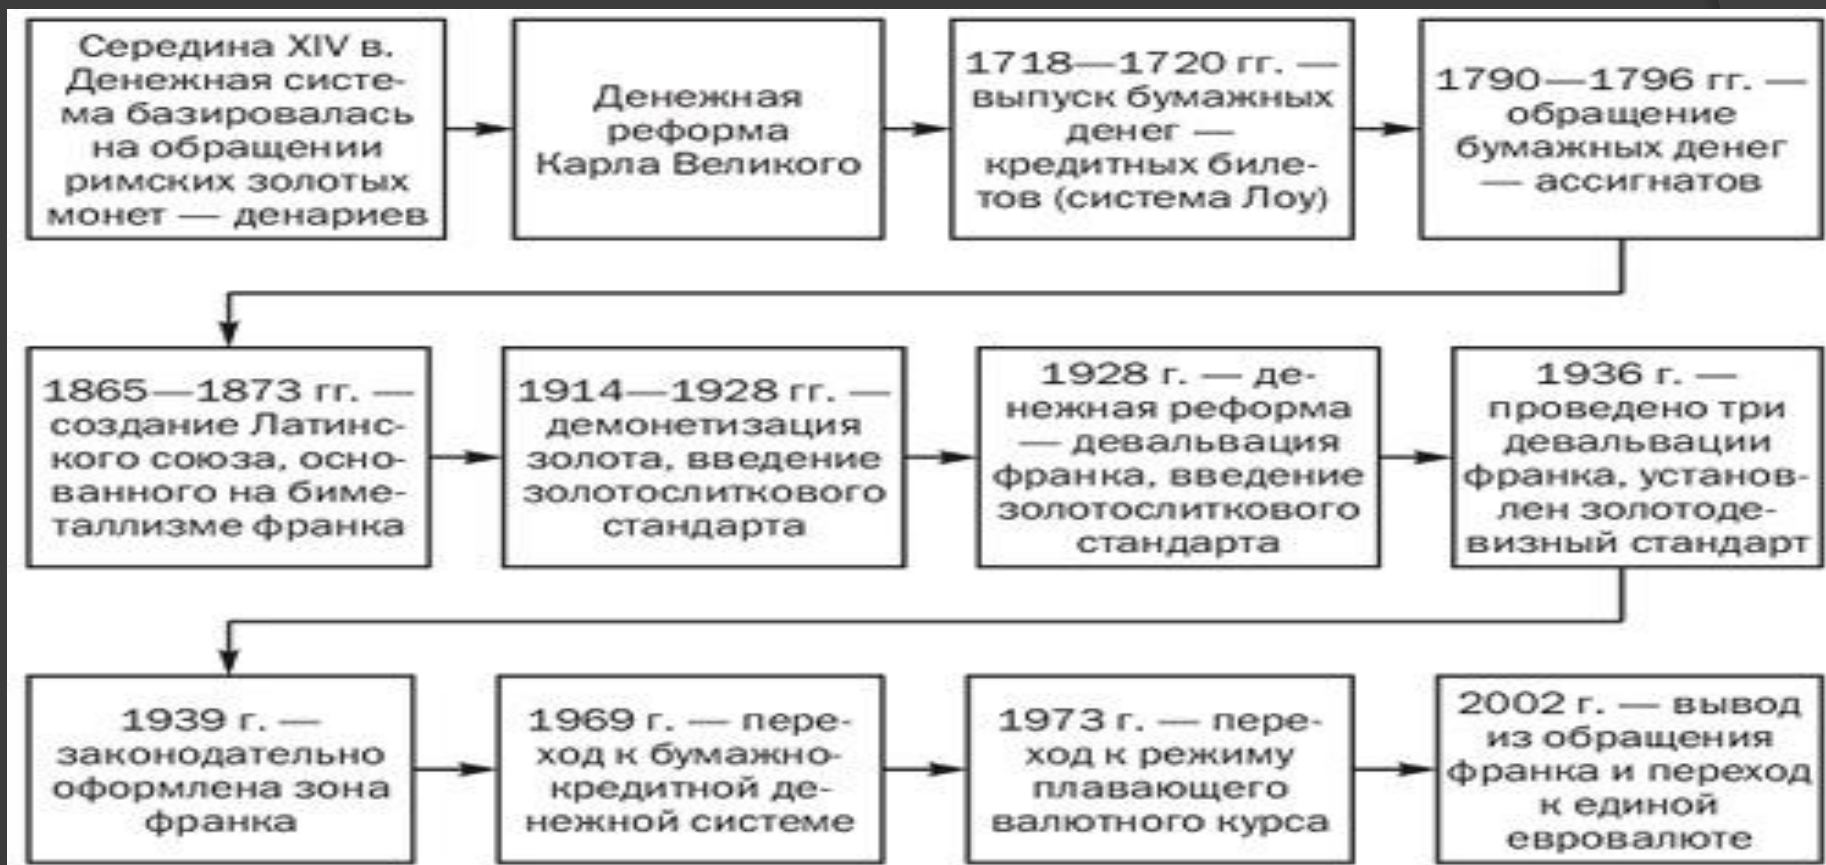 Середина XIV в.
Денежная систе-
ма базировалась
на обращении
римских золотых
монет — денариев
Денежная
реформа
Карла Великого
1718—1720 гг. —
выпуск бумажных
денег —
кредитных биле-
тов (система Лоу)
1790—1796 гг. —
обращение
бумажных денег
— ассигнатов
1865—1873 гг. —
создание Латинс-
кого союза, осно-
ванного на биме-
таллизме франка
1914—1928 гг. —
демонетизация
золота, введение
золотослиткового
стандарта
1928 г. — де-
нежная реформа
— девальвация
франка, введение
золотослиткового
стандарта
1936 г. —
проведено три
девальвации
франка, установ-
лен золотоде-
визный стандарт
1939 г. —
законодательно
оформлена зона
франка
1969 г. — пере-
ход к бумажно-
кредитной де-
нежной системе
1973 г. — пере-
ход к режиму
плавающего
валютного курса
2002 г. — вывод
из обращения
франка и переход
к единой
евровалюте